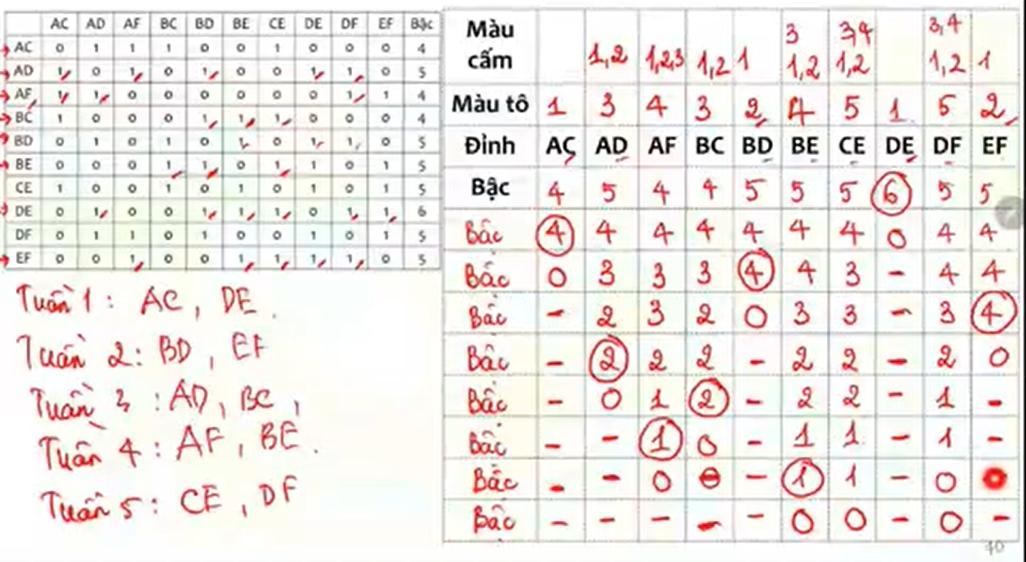 AC AD AF BC BD BE CE DE DF EF Bậc
AC 0 1 1 1 0 0 1 0 0 0 4
AD 1 0 1 0 1 0 0 1 1 0 5
AF 1 1 0 0 0 0 0 0 1 1 4
BC 1 0 0 0 1 1 1 0 0 0 4
BD 0 1 0 1 0 1 0 1 1 0 5
BE 0 0 0 1 1 0 1 1 0 1 5
CE 1 0 0 1 0 1 0 1 0 1 5
DE 0 1 0 0 1 1 1 0 1 1 6
DF 0 1 1 0 1 0 0 1 0 1 5
EF 0 0 1 0 0 1 1 1 1 0 5
Tuần 1 : AC , DE .
Tuần 2 : BD , EF
Tuần 3 : AD , BC ,
Tuần 4 : AF , BE .
Tuần 5 : CE , DF
Màu 3 3,4 3,4
cấm 1,2 1,2,3 1,2 1 1,2 1,2 1,2 1
Màu tô 1 3 4 3 2 4 5 1 5 2
Đỉnh AC AD AF BC BD BE CE DE DF EF
Bậc 4 5 4 4 5 5 5 6 5 5
Bậc 4 4 4 4 4 4 4 0 4 4
Bậc 0 3 3 3 4 4 3 - 4 4
Bậc - 2 3 2 0 3 3 - 3 4
Bậc - 2 2 2 - 2 2 - 2 0
Bậc - 0 1 2 - 2 2 - 1 -
Bậc - - 1 0 - 1 1 - 1 -
Bậc - - 0 - - 1 1 - 0
Bậc - - - - - 0 0 - 0 -
40